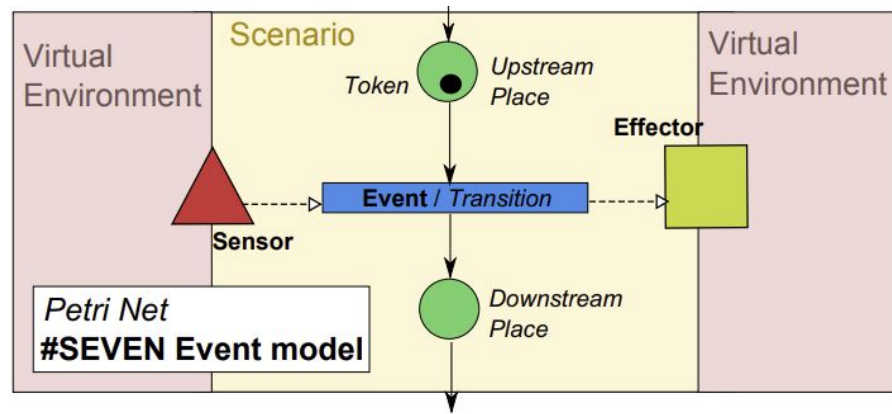 Virtual
Environment
Scenario
Token
Upstream
Place
Virtual
Environment
Effector
Event / Transition
Sensor
Downstream
Place
Petri Net
#SEVEN Event model